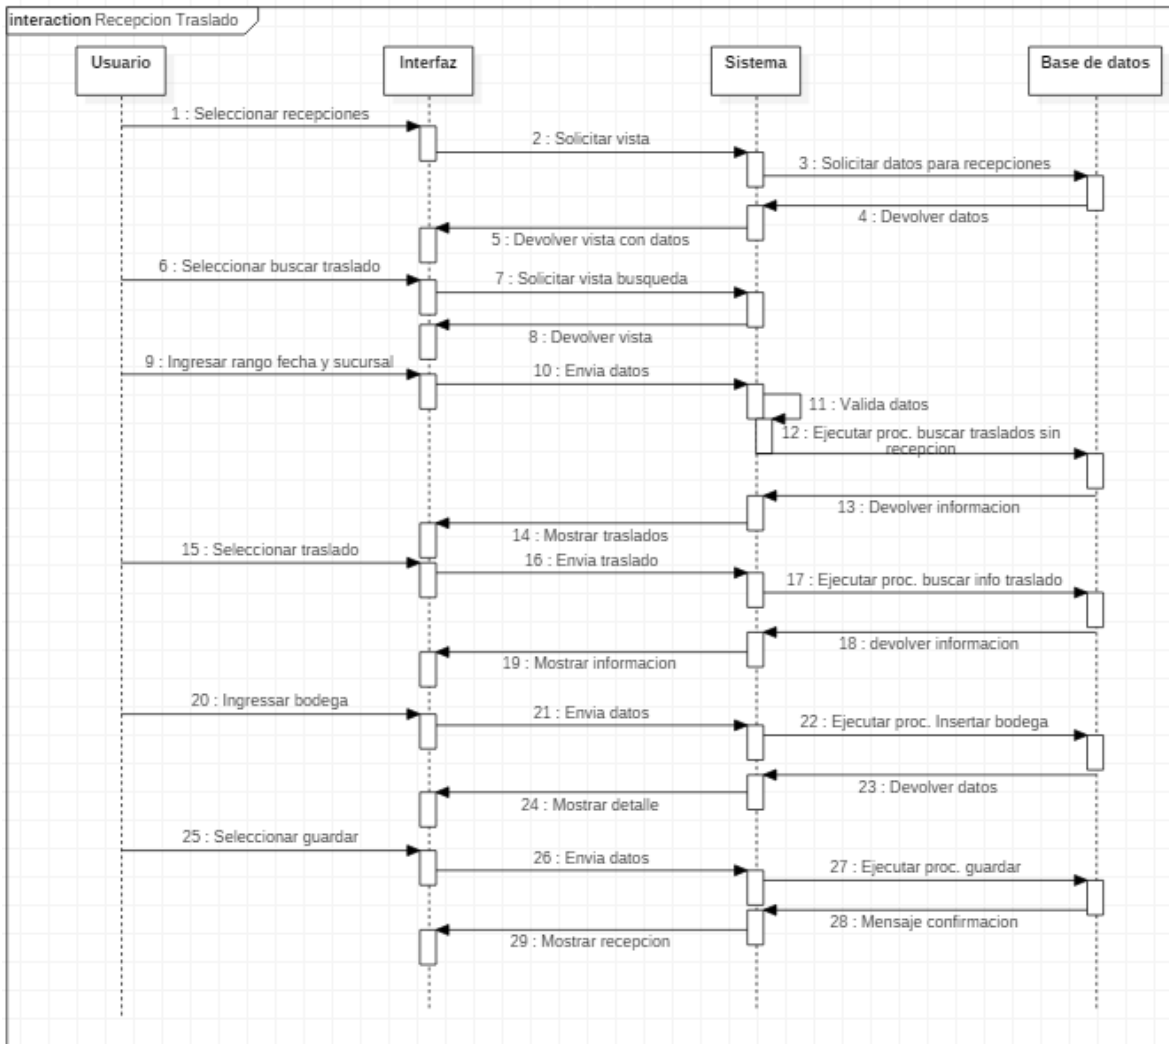 interaction Recepcion Traslado
Usuario
Interfaz
Sistema
Base de datos
1 : Seleccionar recepciones
2 : Solicitar vista
3 : Solicitar datos para recepciones
4 : Devolver datos
5 : Devolver vista con datos
6 : Seleccionar buscar traslado
7 : Solicitar vista busqueda
8 : Devolver vista
9 : Ingresar rango fecha y sucursal
10 : Envia datos
11 : Valida datos
12 : Ejecutar proc. buscar traslados sin
recepcion
13 : Devolver informacion
14 : Mostrar traslados
15 : Seleccionar traslado
16 : Envia traslado
17 : Ejecutar proc. buscar info traslado
18 : devolver informacion
19 : Mostrar informacion
20 : Ingressar bodega
21 : Envia datos
22 : Ejecutar proc. Insertar bodega
23 : Devolver datos
24 : Mostrar detalle
25 : Seleccionar guardar
26 : Envia datos
27 : Ejecutar proc. guardar
28 : Mensaje confirmacion
29 : Mostrar recepcion